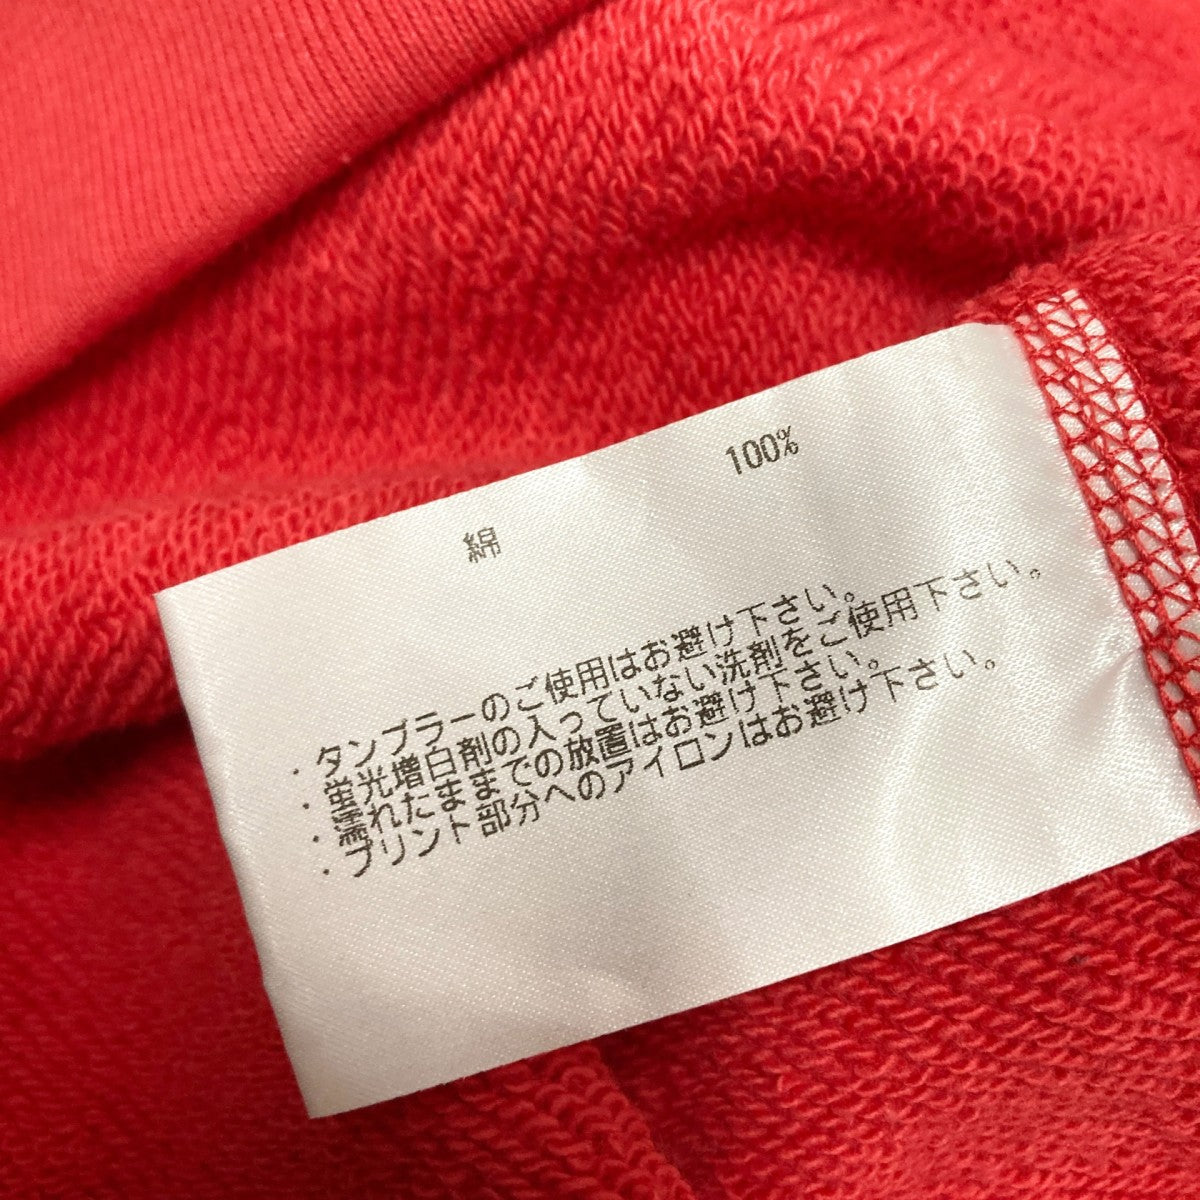 綿 100%
・タンブラーのご使用はお避け下さい。
・蛍光増白剤の入っていない洗剤をご使用下さい。
・濡れたままでの放置はお避け下さい。
・プリント部分へのアイロンはお避け下さい。